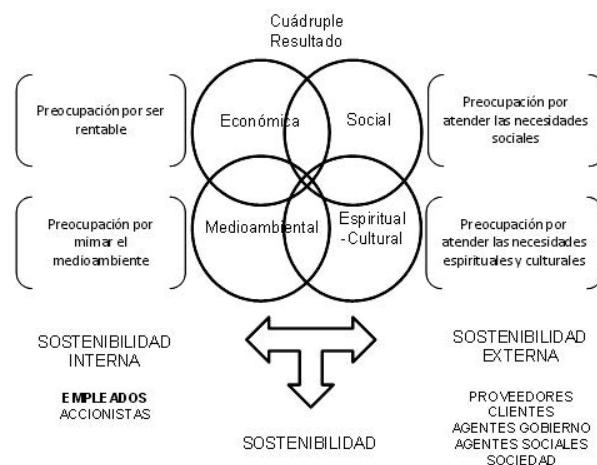 Cuádruple
Resultado
Preocupación por ser
rentable
Económica
Social
Preocupación por
atender las necesidades
sociales
Preocupación por
mimar el
medioambiente
Medioambiental
Espiritual
-Cultural
Preocupación por
atender las necesidades
espirituales y culturales
SOSTENIBILIDAD
INTERNA
EMPLEADOS
ACCIONISTAS
SOSTENIBILIDAD
SOSTENIBILIDAD
EXTERNA
PROVEEDORES
CLIENTES
AGENTES GOBIERNO
AGENTES SOCIALES
SOCIEDAD